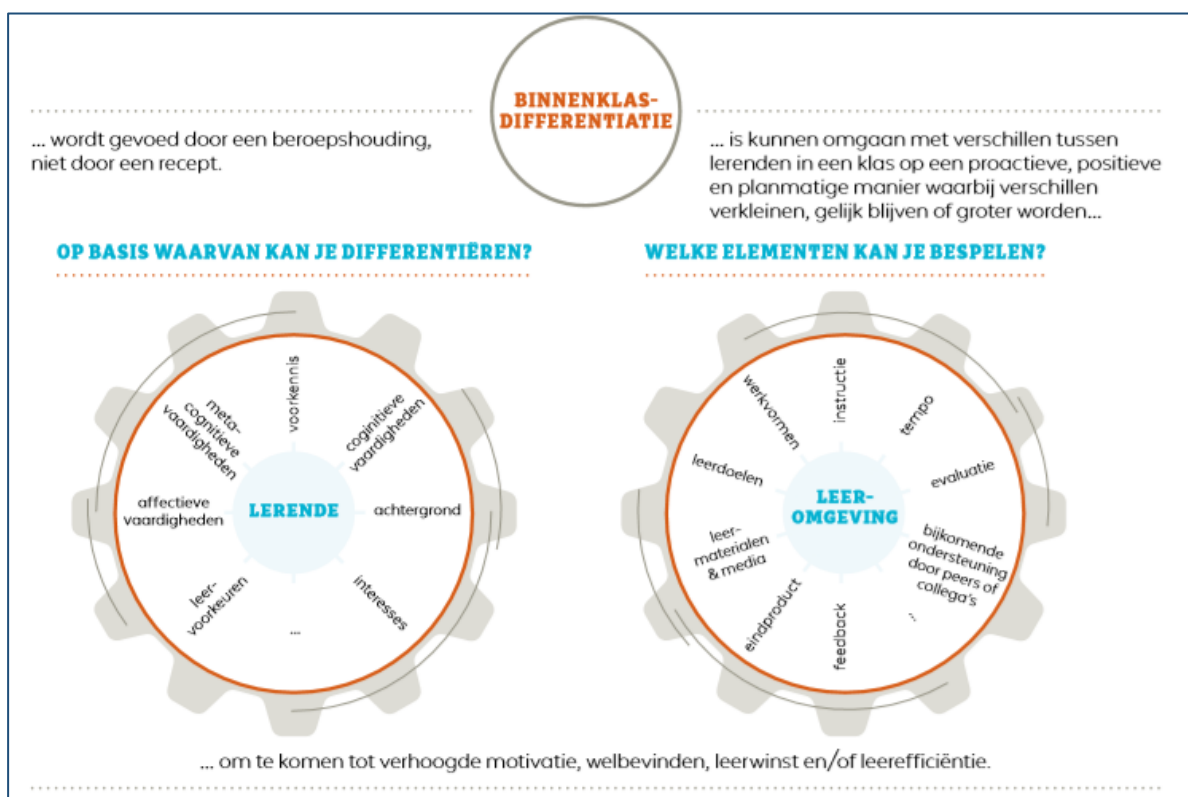 BINNENKLAS-
DIFFERENTIATIE
... wordt gevoed door een beroepshouding,
niet door een recept.
... is kunnen omgaan met verschillen tussen
lerenden in een klas op een proactieve, positieve
en planmatige manier waarbij verschillen
verkleinen, gelijk blijven of groter worden...
OP BASIS WAARVAN KAN JE DIFFERENTIËREN?
voorkennis
coginitieve
vaardigheden
achtergrond
interesses
...
leer-
voorkeuren
affectieve
vaardigheden
meta-
cognitieve
vaardigheden
LERENDE
WELKE ELEMENTEN KAN JE BESPELEN?
instructie
tempo
evaluatie
bijkomende
ondersteuning
door peers of
collega's
...
feedback
eindproduct
leer-
materialen
& media
leerdoelen
werkvormen
LEER-
OMGEVING
... om te komen tot verhoogde motivatie, welbevinden, leerwinst en/of leerefficiëntie.